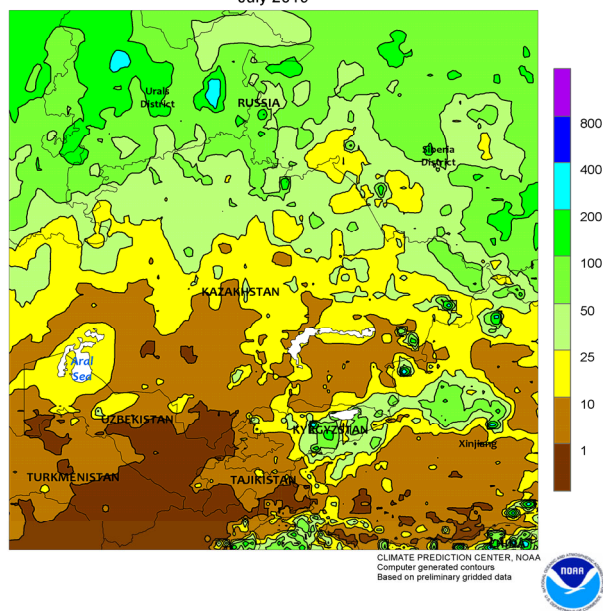 Urals
District
RUSSIA
Siberia
District
KAZAKHSTAN
Aral
Sea
UZBEKISTAN
KYRGYZSTAN
Xinjiang
TURKMENISTAN
TAJIKISTAN
800
400
200
100
50
25
10
1
CLIMATE PREDICTION CENTER, NOAA
Computer generated contours
Based on preliminary gridded data
NOAA